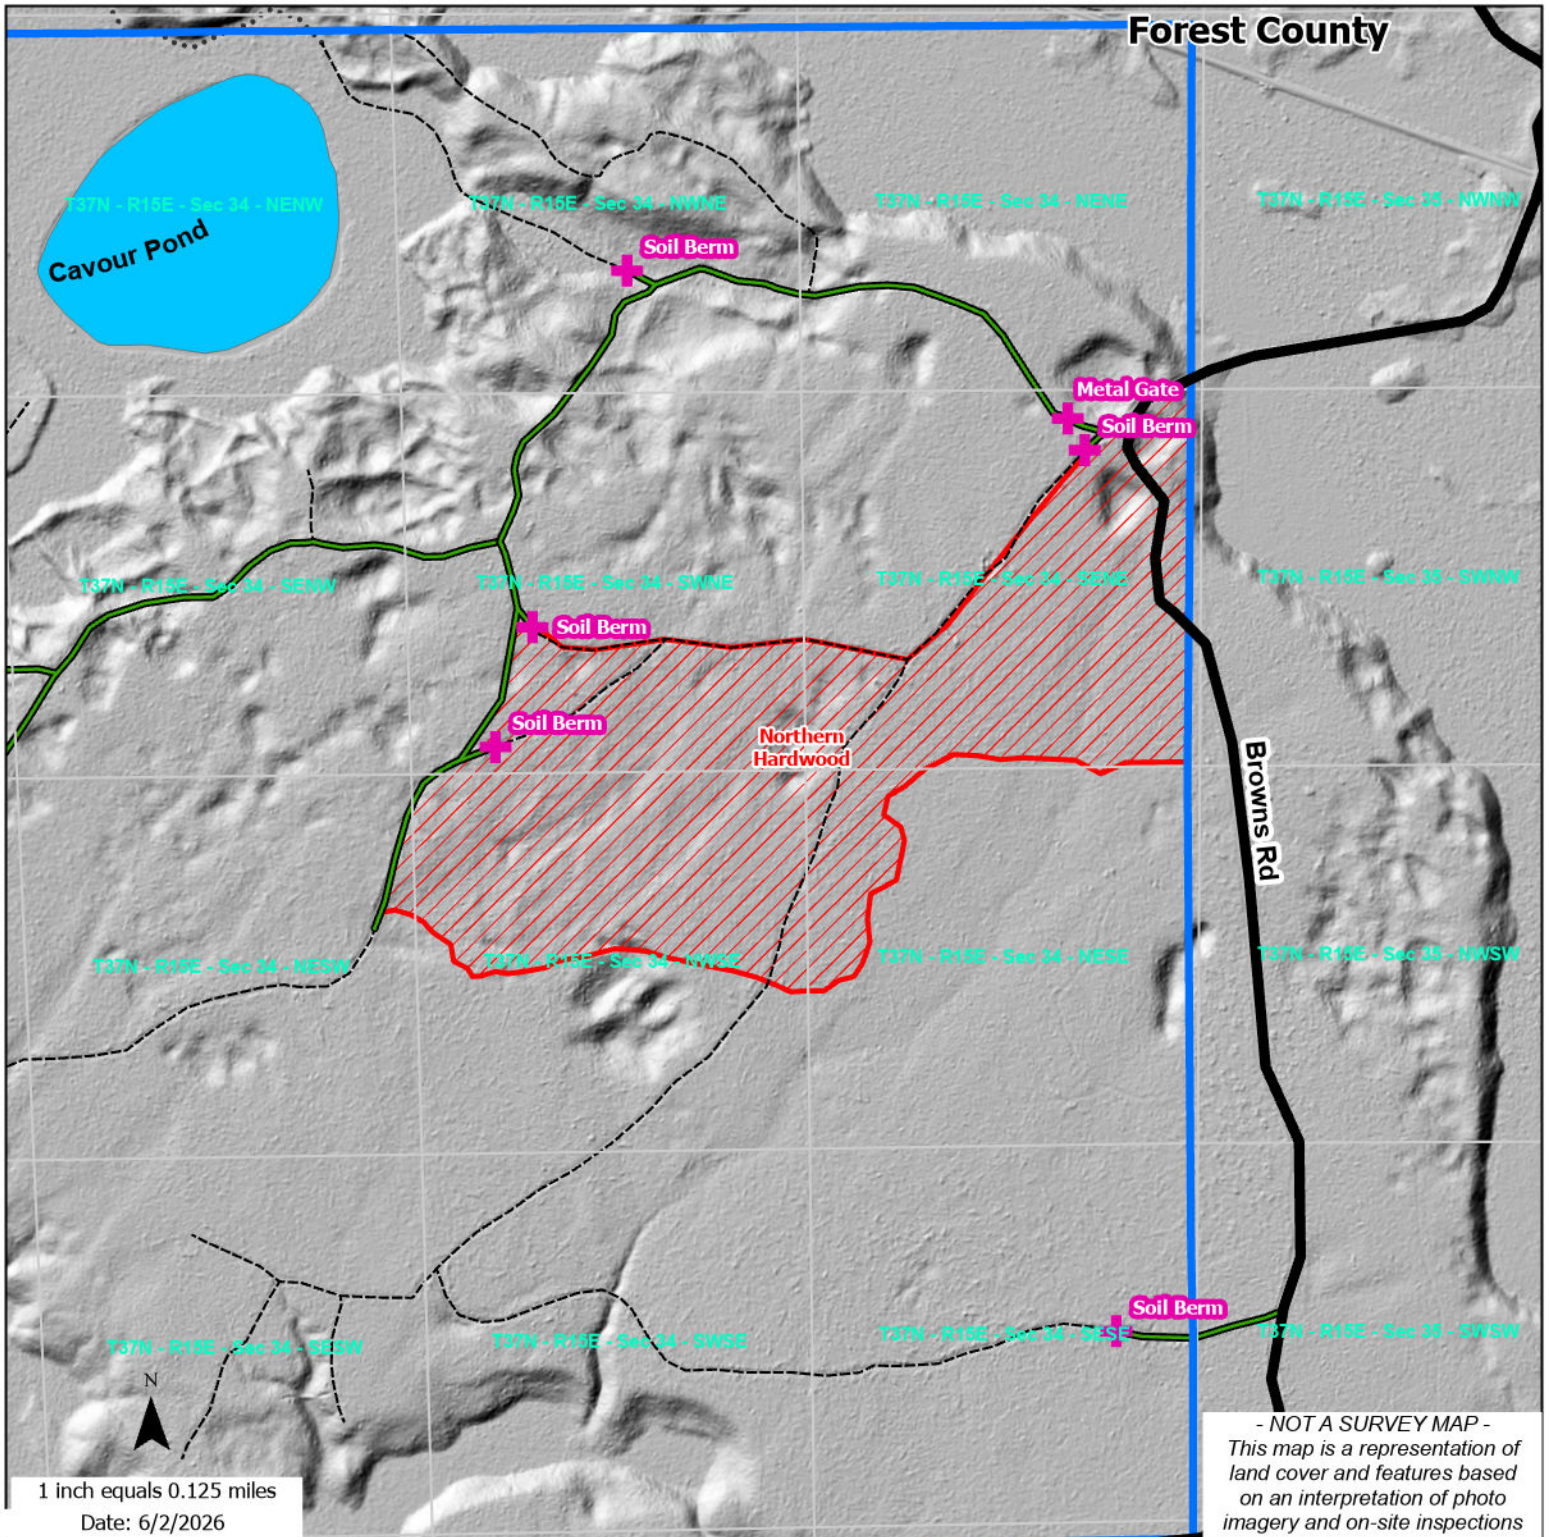 Forest County
T37N - R15E - Sec 34 - NENW
T37N - R15E - Sec 34 - NWNE
T37N - R15E - Sec 34 - NENE
T37N - R15E - Sec 35 - NWNW
Cavour Pond
Soil Berm
Metal Gate
Soil Berm
T37N - R15E - Sec 34 - SENW
T37N - R15E - Sec 34 - SWNE
T37N - R15E - Sec 34 - SENE
T37N - R15E - Sec 35 - SWNW
Soil Berm
Soil Berm
Northern
Hardwood
Browns Rd
T37N - R15E - Sec 34 - NESW
T37N - R15E - Sec 34 - NWSE
T37N - R15E - Sec 34 - NESE
T37N - R15E - Sec 35 - NWSW
Soil Berm
T37N - R15E - Sec 34 - SESW
T37N - R15E - Sec 34 - SWSE
T37N - R15E - Sec 34 - SESE
T37N - R15E - Sec 35 - SWSW
N
1 inch equals 0.125 miles
Date: 6/2/2026
- NOT A SURVEY MAP -
This map is a representation of
land cover and features based
on an interpretation of photo
imagery and on-site inspections